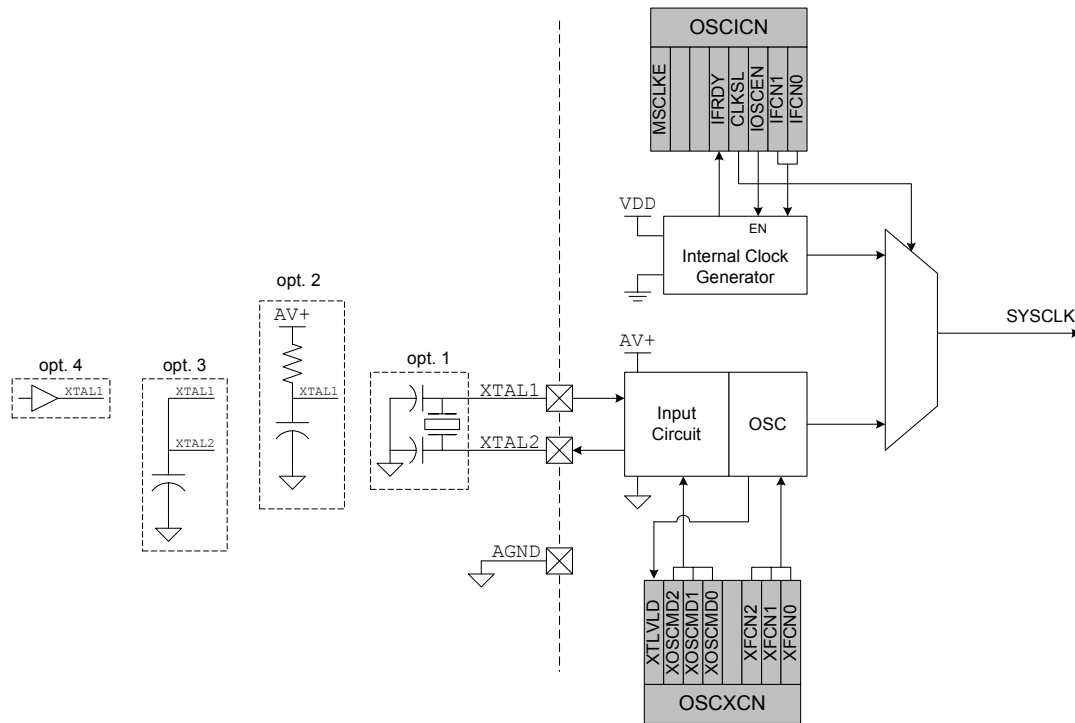 OSCICN
MSCLKE
IFRDY
CLKSL
IOSCEN
IFCN1
IFCN0
VDD
EN
Internal Clock
Generator
opt. 2
AV+
XTAL1
SYSCLK
opt. 4
XTAL1
opt. 3
XTAL1
XTAL2
opt. 1
XTAL1
XTAL2
AV+
Input
Circuit
OSC
AGND
XTLVLD
XOSCMD2
XOSCMD1
XOSCMD0
XFCN2
XFCN1
XFCN0
OSCXCN